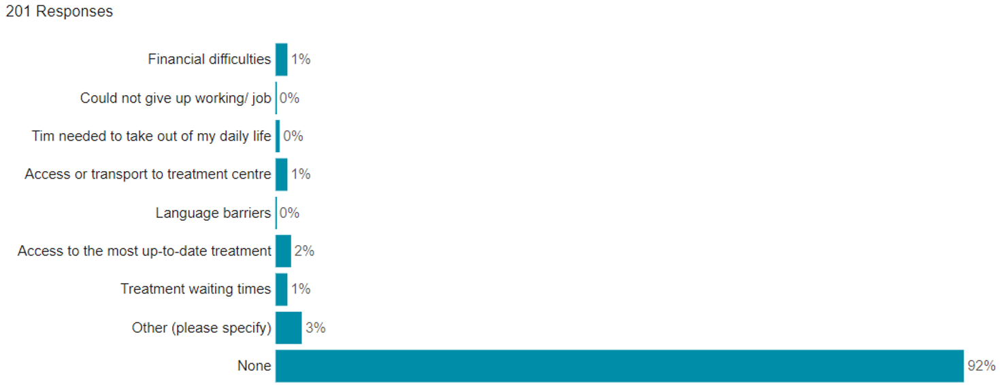 201 Responses
Financial difficulties 1%
Could not give up working/ job 0%
Tim needed to take out of my daily life 0%
Access or transport to treatment centre 1%
Language barriers 0%
Access to the most up-to-date treatment 2%
Treatment waiting times 1%
Other (please specify) 3%
None 92%